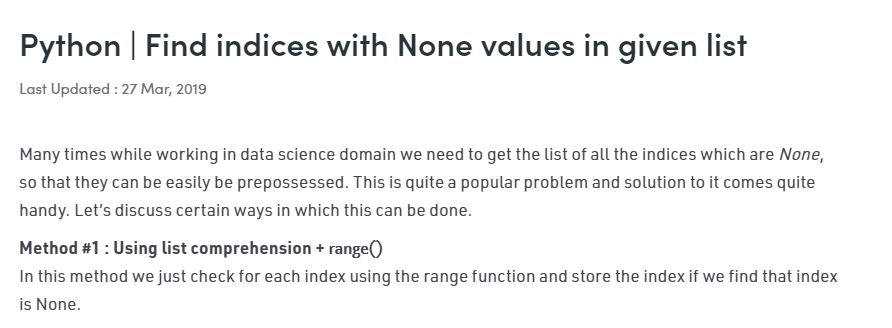 Python | Find indices with None values in given list
Last Updated : 27 Mar, 2019
Many times while working in data science domain we need to get the list of all the indices which are None,
so that they can be easily be prepossessed. This is quite a popular problem and solution to it comes quite
handy. Let's discuss certain ways in which this can be done.
Method #1 : Using list comprehension + range()
In this method we just check for each index using the range function and store the index if we find that index
is None.